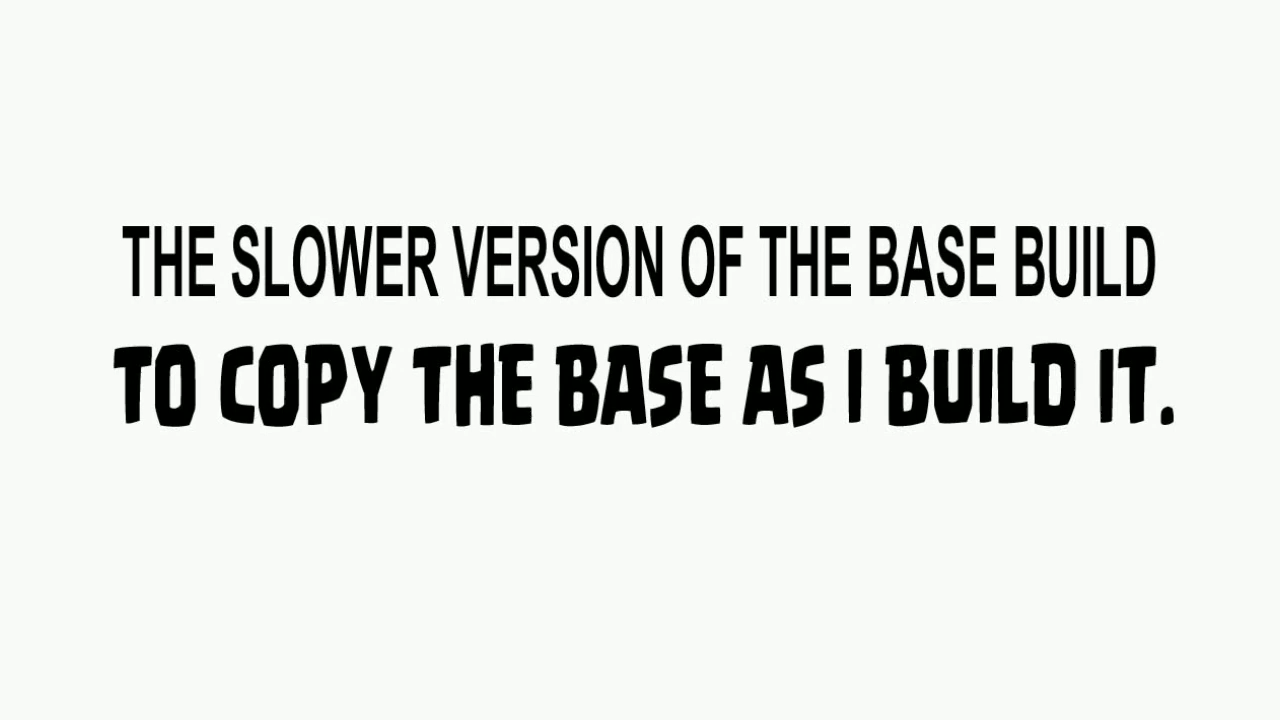 THE SLOWER VERSION OF THE BASE BUILD
TO COPY THE BASE AS I BUILD IT.